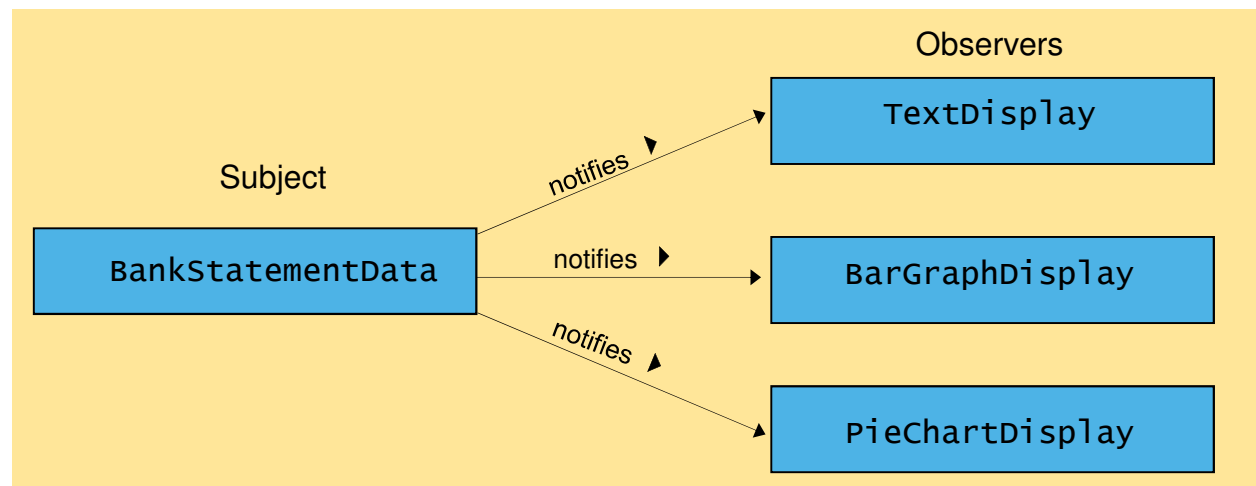 Observers
TextDisplay
notifies
Subject
BankStatementData
notifies
BarGraphDisplay
notifies
PieChartDisplay